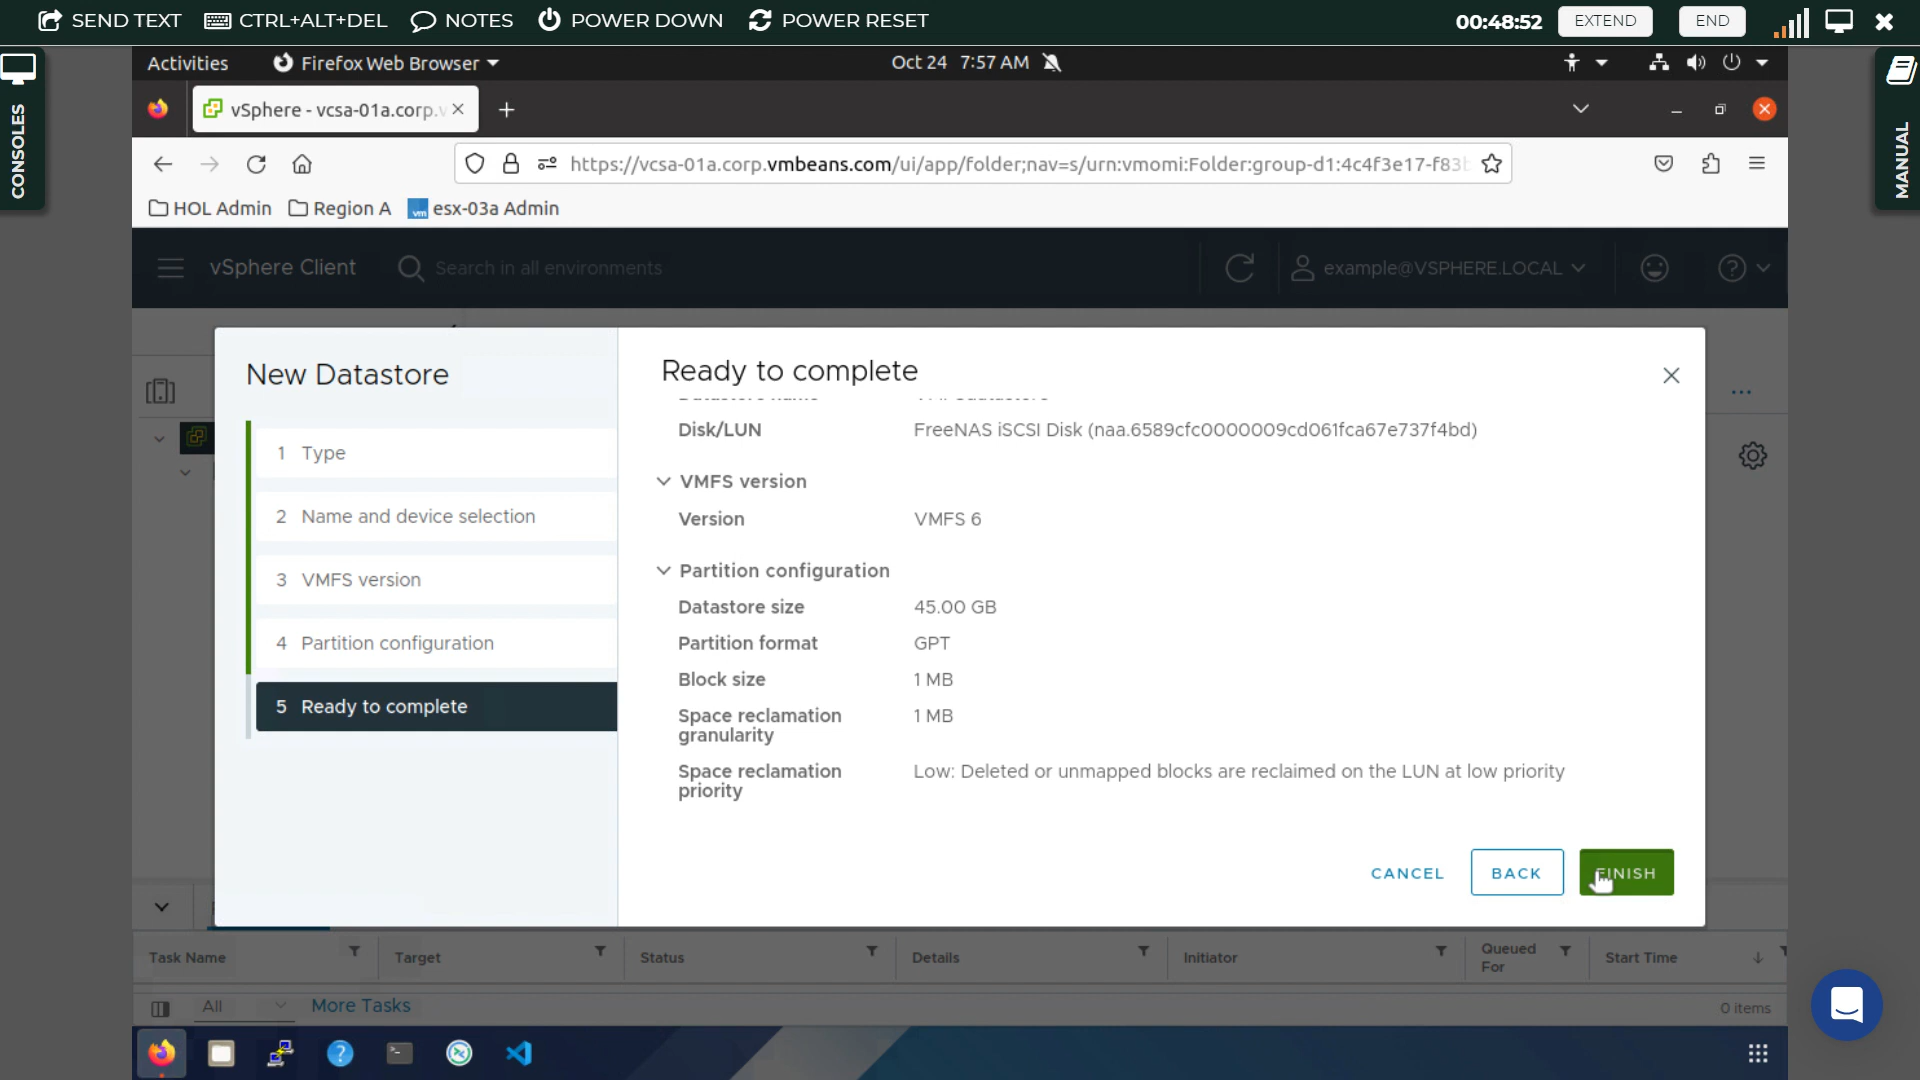 SEND TEXT CTRL+ALT+DEL NOTES POWER DOWN POWER RESET 00:48:52 EXTEND END
CONSOLES
MANUAL
Activities Firefox Web Browser Oct 24 7:57 AM
vSphere - vcsa-01a.corp.v
https://vcsa-01a.corp.vmbeans.com/ui/app/folder;nav=s/urn:vmomi:Folder:group-d1:4c4f3e17-f83
HOL Admin Region A vm esx-03a Admin
vSphere Client Search in all environments example@VSPHERE.LOCAL
New Datastore
1 Type
2 Name and device selection
3 VMFS version
4 Partition configuration
5 Ready to complete
Ready to complete
Disk/LUN FreeNAS iSCSI Disk (naa.6589cfc0000009cd061fca67e737f4bd)
VMFS version
Version VMFS 6
Partition configuration
Datastore size 45.00 GB
Partition format GPT
Block size 1 MB
Space reclamation granularity 1 MB
Space reclamation priority Low: Deleted or unmapped blocks are reclaimed on the LUN at low priority
CANCEL BACK FINISH
Task Name Target Status Details Initiator Queued For Start Time
All More Tasks 0 items